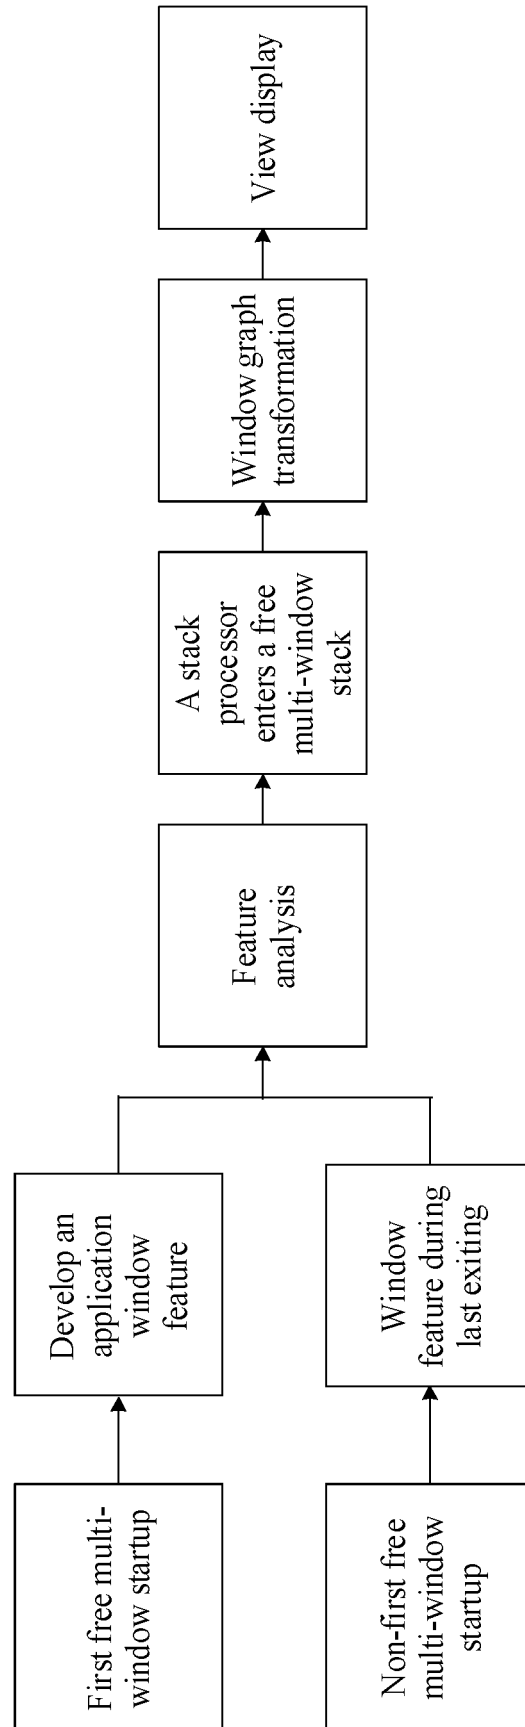 First free multi-
window startup
Develop an
application
window
feature
Non-first free
multi-window
startup
Window
feature during
last exiting
Feature
analysis
A stack
processor
enters a free
multi-window
stack
Window graph
transformation
View display